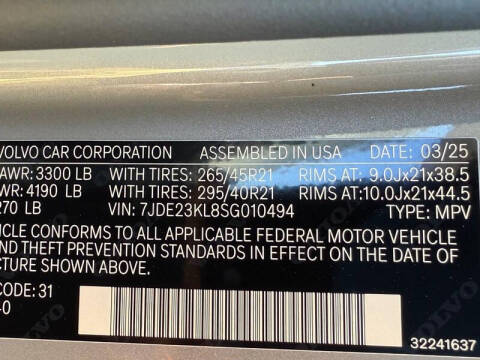 VOLVO CAR CORPORATION ASSEMBLED IN USA DATE: 03/25
AWR: 3300 LB WITH TIRES: 265/45R21 RIMS AT: 9.0Jx21x38.5
WR: 4190 LB WITH TIRES: 295/40R21 RIMS AT: 10.0Jx21x44.5
270 LB VIN: 7JDE23KL8SG010494 TYPE: MPV
ICLE CONFORMS TO ALL APPLICABLE FEDERAL MOTOR VEHICLE
AND THEFT PREVENTION STANDARDS IN EFFECT ON THE DATE OF
CTURE SHOWN ABOVE.
CODE: 31
0
32241637